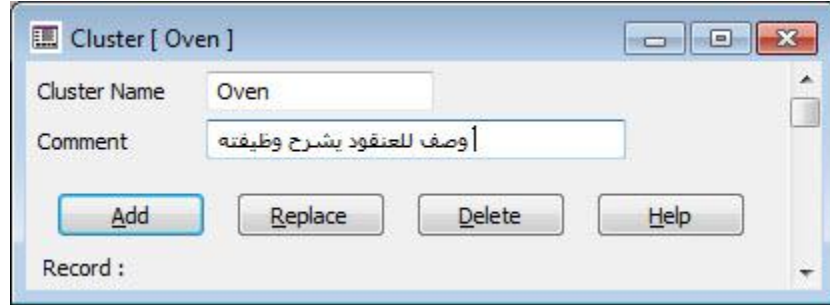 Cluster [ Oven ]
Cluster Name Oven
Comment وصف للعنقود يشرح وظيفته
Add Replace Delete Help
Record :